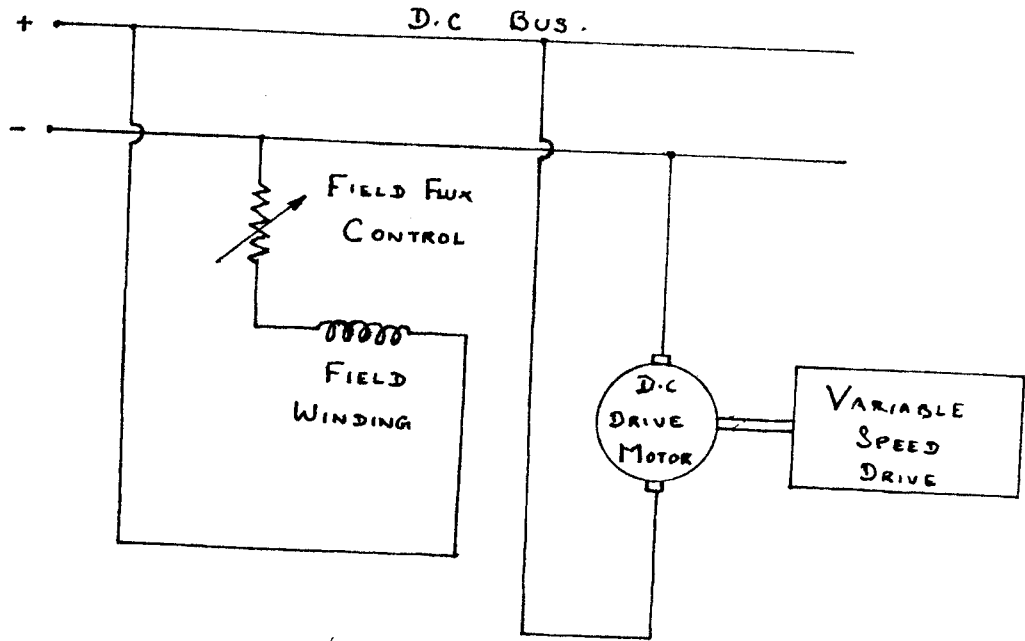 D.C BUS.
+
-
FIELD FLUX
CONTROL
FIELD
WINDING
D.C
DRIVE
MOTOR
VARIABLE
SPEED
DRIVE